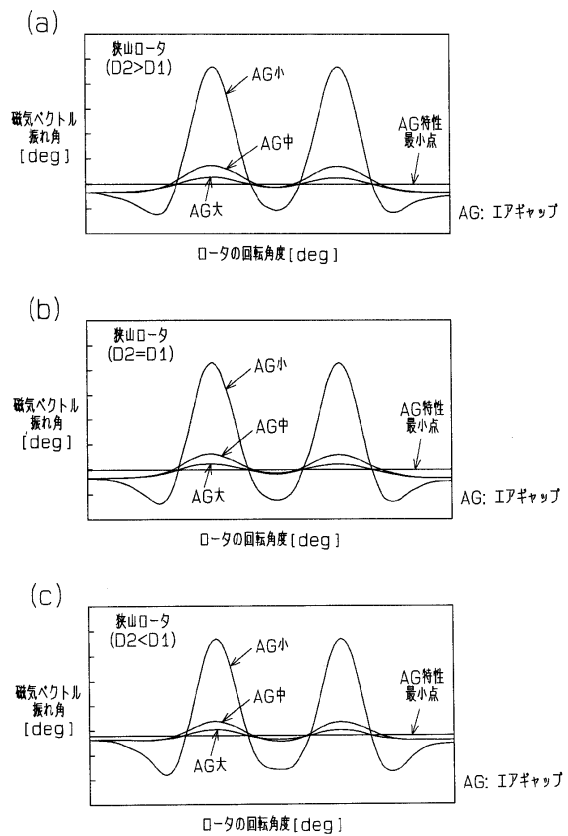 (a)
狭山ロータ
(D2>D1)
AG小
磁気ベクトル
振れ角
[deg]
AG中
AG特性
最小点
AG大
AG: エアギャップ
ロータの回転角度[deg]
(b)
狭山ロータ
(D2=D1)
AG小
磁気ベクトル
振れ角
[deg]
AG中
AG特性
最小点
AG大
AG: エアギャップ
ロータの回転角度[deg]
(c)
狭山ロータ
(D2<D1)
AG小
磁気ベクトル
振れ角
[deg]
AG中
AG特性
最小点
AG大
AG: エアギャップ
ロータの回転角度[deg]